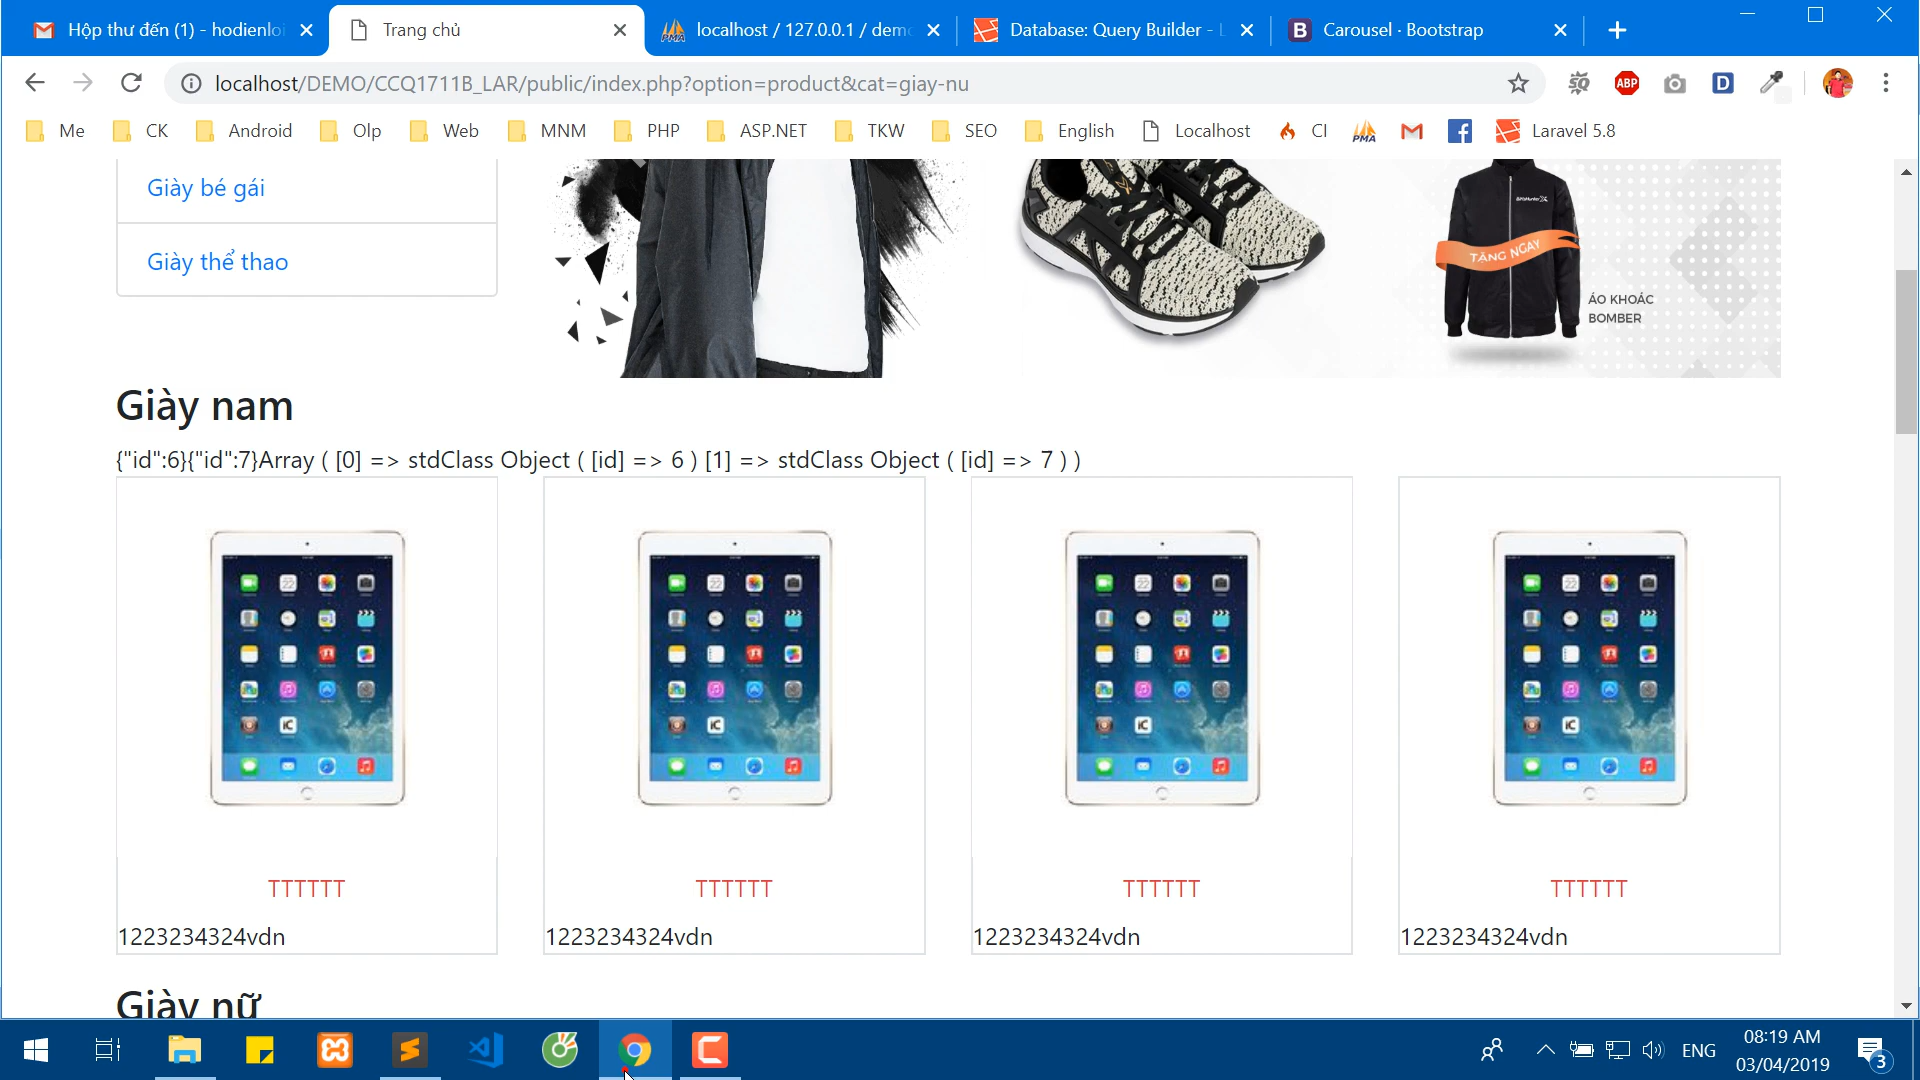 Hộp thư đến (1) - hodienloi
Trang chủ
localhost / 127.0.0.1 / demo
Database: Query Builder - L
Carousel · Bootstrap
localhost/DEMO/CCQ1711B_LAR/public/index.php?option=product&cat=giay-nu
ABP
D
Me
CK
Android
Olp
Web
MNM
PHP
ASP.NET
TKW
SEO
English
Localhost
CI
PMA
Laravel 5.8
Giày bé gái
Giày thể thao
TẶNG NGAY
ÁO KHOÁC
BOMBER
Giày nam
{"id":6}{"id":7}Array ( [0] => stdClass Object ( [id] => 6 ) [1] => stdClass Object ( [id] => 7 ) )
TTTTTT
TTTTTT
TTTTTT
TTTTTT
1223234324vdn
1223234324vdn
1223234324vdn
1223234324vdn
Giày nữ
ENG
08:19 AM
03/04/2019
3